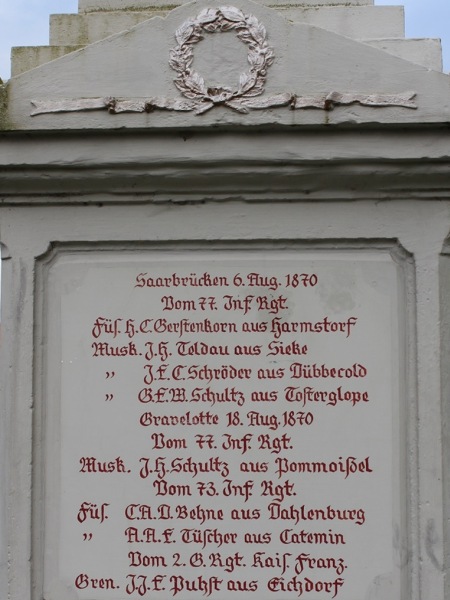 Saarbrücken 6. Aug. 1870
Vom 77. Inf. Rgt.
Füs. H.C. Gerstenkorn aus Harmstorf
Musk. J.H. Teldau aus Sieke
" J.F.C. Schröder aus Dübbecold
" G.F.W. Schultz aus Tosterglope
Gravelotte 18. Aug. 1870
Vom 77. Inf. Rgt.
Musk. J.H. Schultz aus Pommoißel
Vom 73. Inf. Rgt.
Füs. C.A.D. Behne aus Dahlenburg
" A.A.F. Tüscher aus Catemin
Vom 2. G. Rgt. Kais. Franz.
Gren. J.J.F. Puhst aus Eichdorf